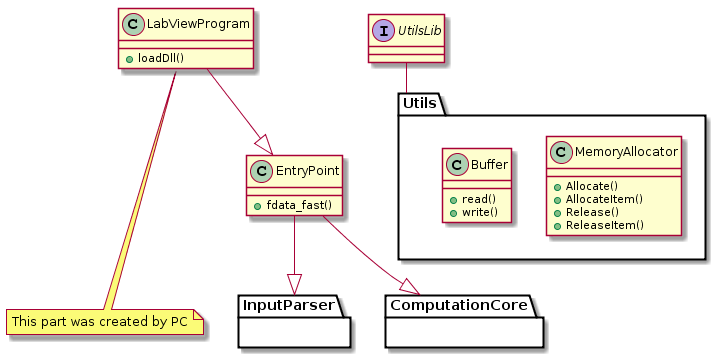 C LabViewProgram
loadDll()
I UtilsLib
Utils
C Buffer
read()
write()
C MemoryAllocator
Allocate()
AllocateItem()
Release()
ReleaseItem()
C EntryPoint
fdata_fast()
InputParser
ComputationCore
This part was created by PC